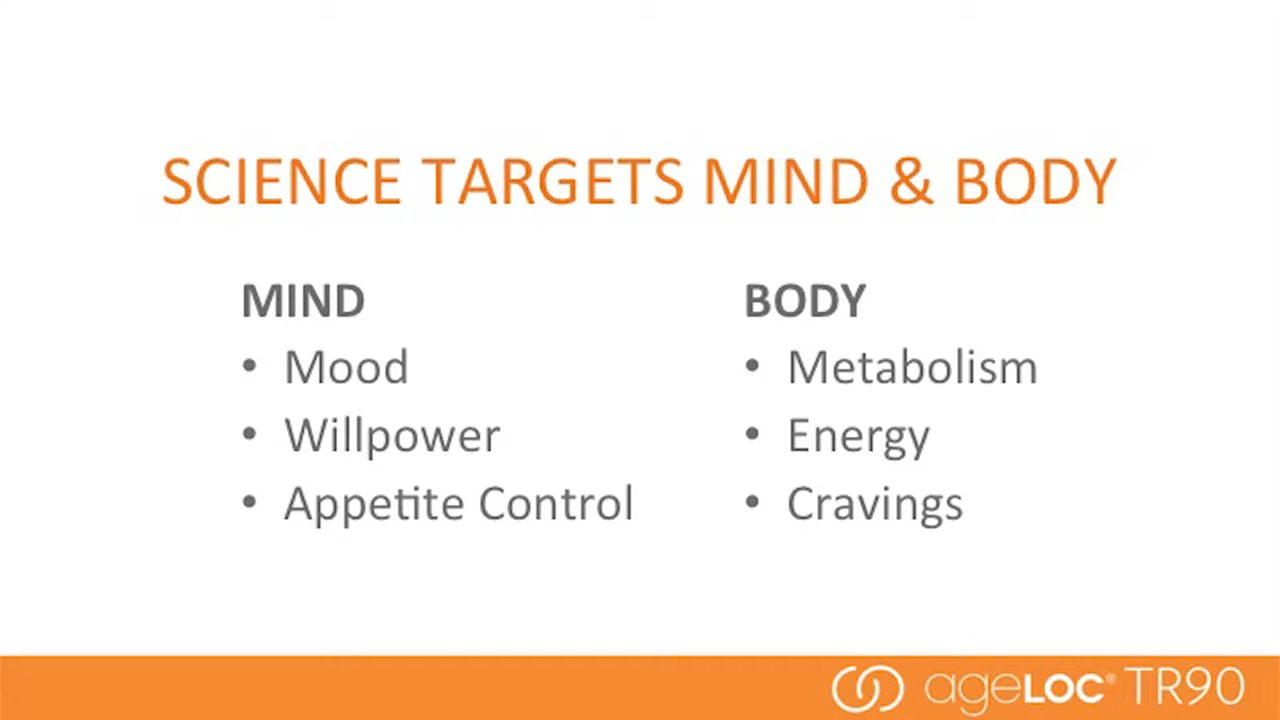 SCIENCE TARGETS MIND & BODY
MIND
• Mood
• Willpower
• Appetite Control
BODY
• Metabolism
• Energy
• Cravings
ageLOC® TR90